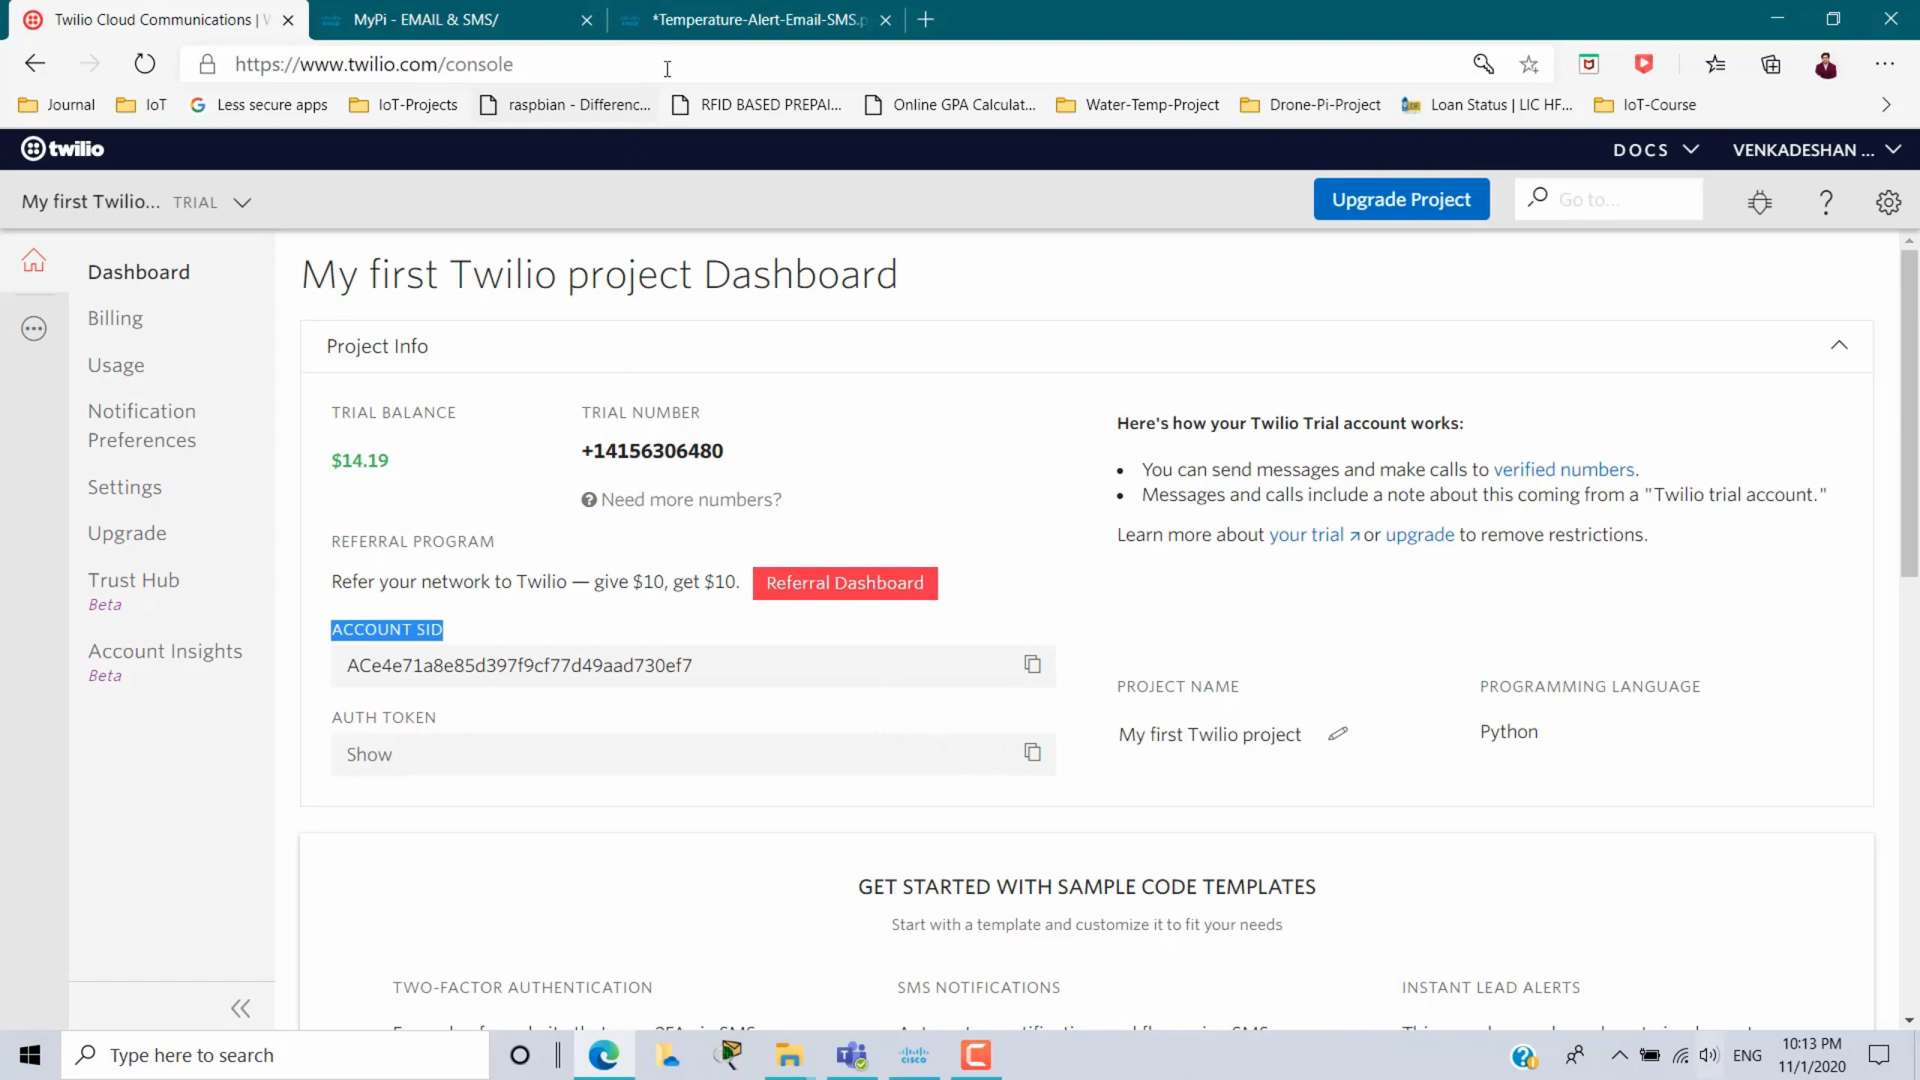 Twilio Cloud Communications | W
MyPi - EMAIL & SMS/
*Temperature-Alert-Email-SMS.p
https://www.twilio.com/console
Journal
IoT
Less secure apps
IoT-Projects
raspbian - Differenc...
RFID BASED PREPAI...
Online GPA Calculat...
Water-Temp-Project
Drone-Pi-Project
Loan Status | LIC HF...
IoT-Course
twilio
DOCS
VENKADESHAN ...
My first Twilio... TRIAL
Upgrade Project
Go to...
Dashboard
Billing
Usage
Notification
Preferences
Settings
Upgrade
Trust Hub
Beta
Account Insights
Beta
My first Twilio project Dashboard
Project Info
TRIAL BALANCE
$14.19
TRIAL NUMBER
+14156306480
Need more numbers?
REFERRAL PROGRAM
Refer your network to Twilio — give $10, get $10.
Referral Dashboard
ACCOUNT SID
ACe4e71a8e85d397f9cf77d49aad730ef7
AUTH TOKEN
Show
Here's how your Twilio Trial account works:
You can send messages and make calls to verified numbers.
Messages and calls include a note about this coming from a "Twilio trial account."
Learn more about your trial or upgrade to remove restrictions.
PROJECT NAME
My first Twilio project
PROGRAMMING LANGUAGE
Python
GET STARTED WITH SAMPLE CODE TEMPLATES
Start with a template and customize it to fit your needs
TWO-FACTOR AUTHENTICATION
SMS NOTIFICATIONS
INSTANT LEAD ALERTS
Type here to search
cisco
ENG
10:13 PM
11/1/2020